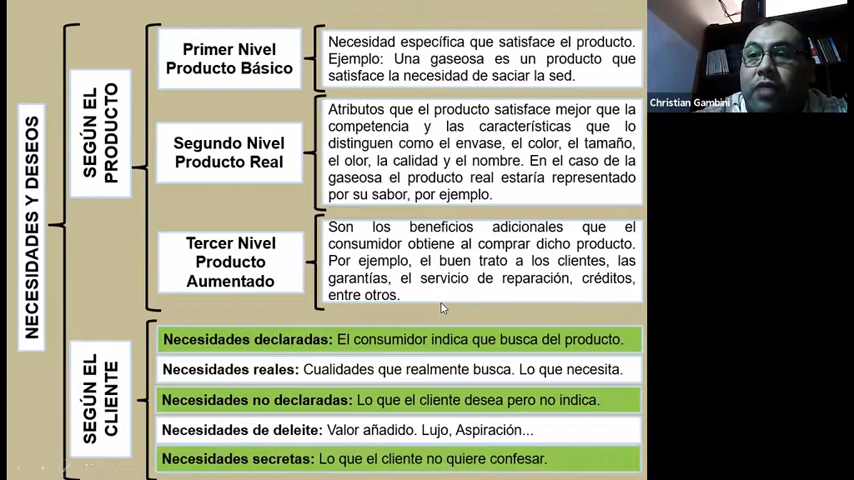 NECESIDADES Y DESEOS
SEGÚN EL
PRODUCTO
Primer Nivel
Producto Básico
Necesidad específica que satisface el producto.
Ejemplo: Una gaseosa es un producto que
satisface la necesidad de saciar la sed.
Segundo Nivel
Producto Real
Atributos que el producto satisface mejor que la
competencia y las características que lo
distinguen como el envase, el color, el tamaño,
el olor, la calidad y el nombre. En el caso de la
gaseosa el producto real estaría representado
por su sabor, por ejemplo.
Tercer Nivel
Producto
Aumentado
Son los beneficios adicionales que el
consumidor obtiene al comprar dicho producto.
Por ejemplo, el buen trato a los clientes, las
garantías, el servicio de reparación, créditos,
entre otros.
SEGÚN EL
CLIENTE
Necesidades declaradas: El consumidor indica que busca del producto.
Necesidades reales: Cualidades que realmente busca. Lo que necesita.
Necesidades no declaradas: Lo que el cliente desea pero no indica.
Necesidades de deleite: Valor añadido. Lujo, Aspiración...
Necesidades secretas: Lo que el cliente no quiere confesar.
Christian Gambini